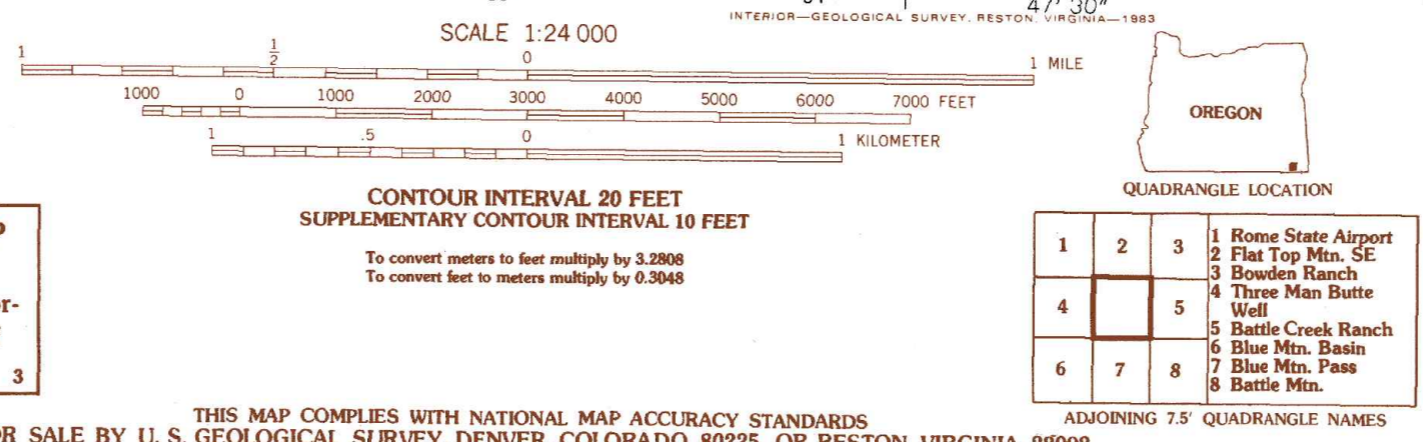 47' 30"
INTERIOR—GEOLOGICAL SURVEY, RESTON, VIRGINIA—1983
SCALE 1:24 000
1 1/2 0 1 MILE
1000 0 1000 2000 3000 4000 5000 6000 7000 FEET
1 .5 0 1 KILOMETER
CONTOUR INTERVAL 20 FEET
SUPPLEMENTARY CONTOUR INTERVAL 10 FEET
To convert meters to feet multiply by 3.2808
To convert feet to meters multiply by 0.3048
OREGON
QUADRANGLE LOCATION
1 2 3
4 5
6 7 8
1 Rome State Airport
2 Flat Top Mtn. SE
3 Bowden Ranch
4 Three Man Butte
Well
5 Battle Creek Ranch
6 Blue Mtn. Basin
7 Blue Mtn. Pass
8 Battle Mtn.
ADJOINING 7.5' QUADRANGLE NAMES
3
THIS MAP COMPLIES WITH NATIONAL MAP ACCURACY STANDARDS
SALE BY U. S. GEOLOGICAL SURVEY, DENVER, COLORADO 80225, OR RESTON, VIRGINIA